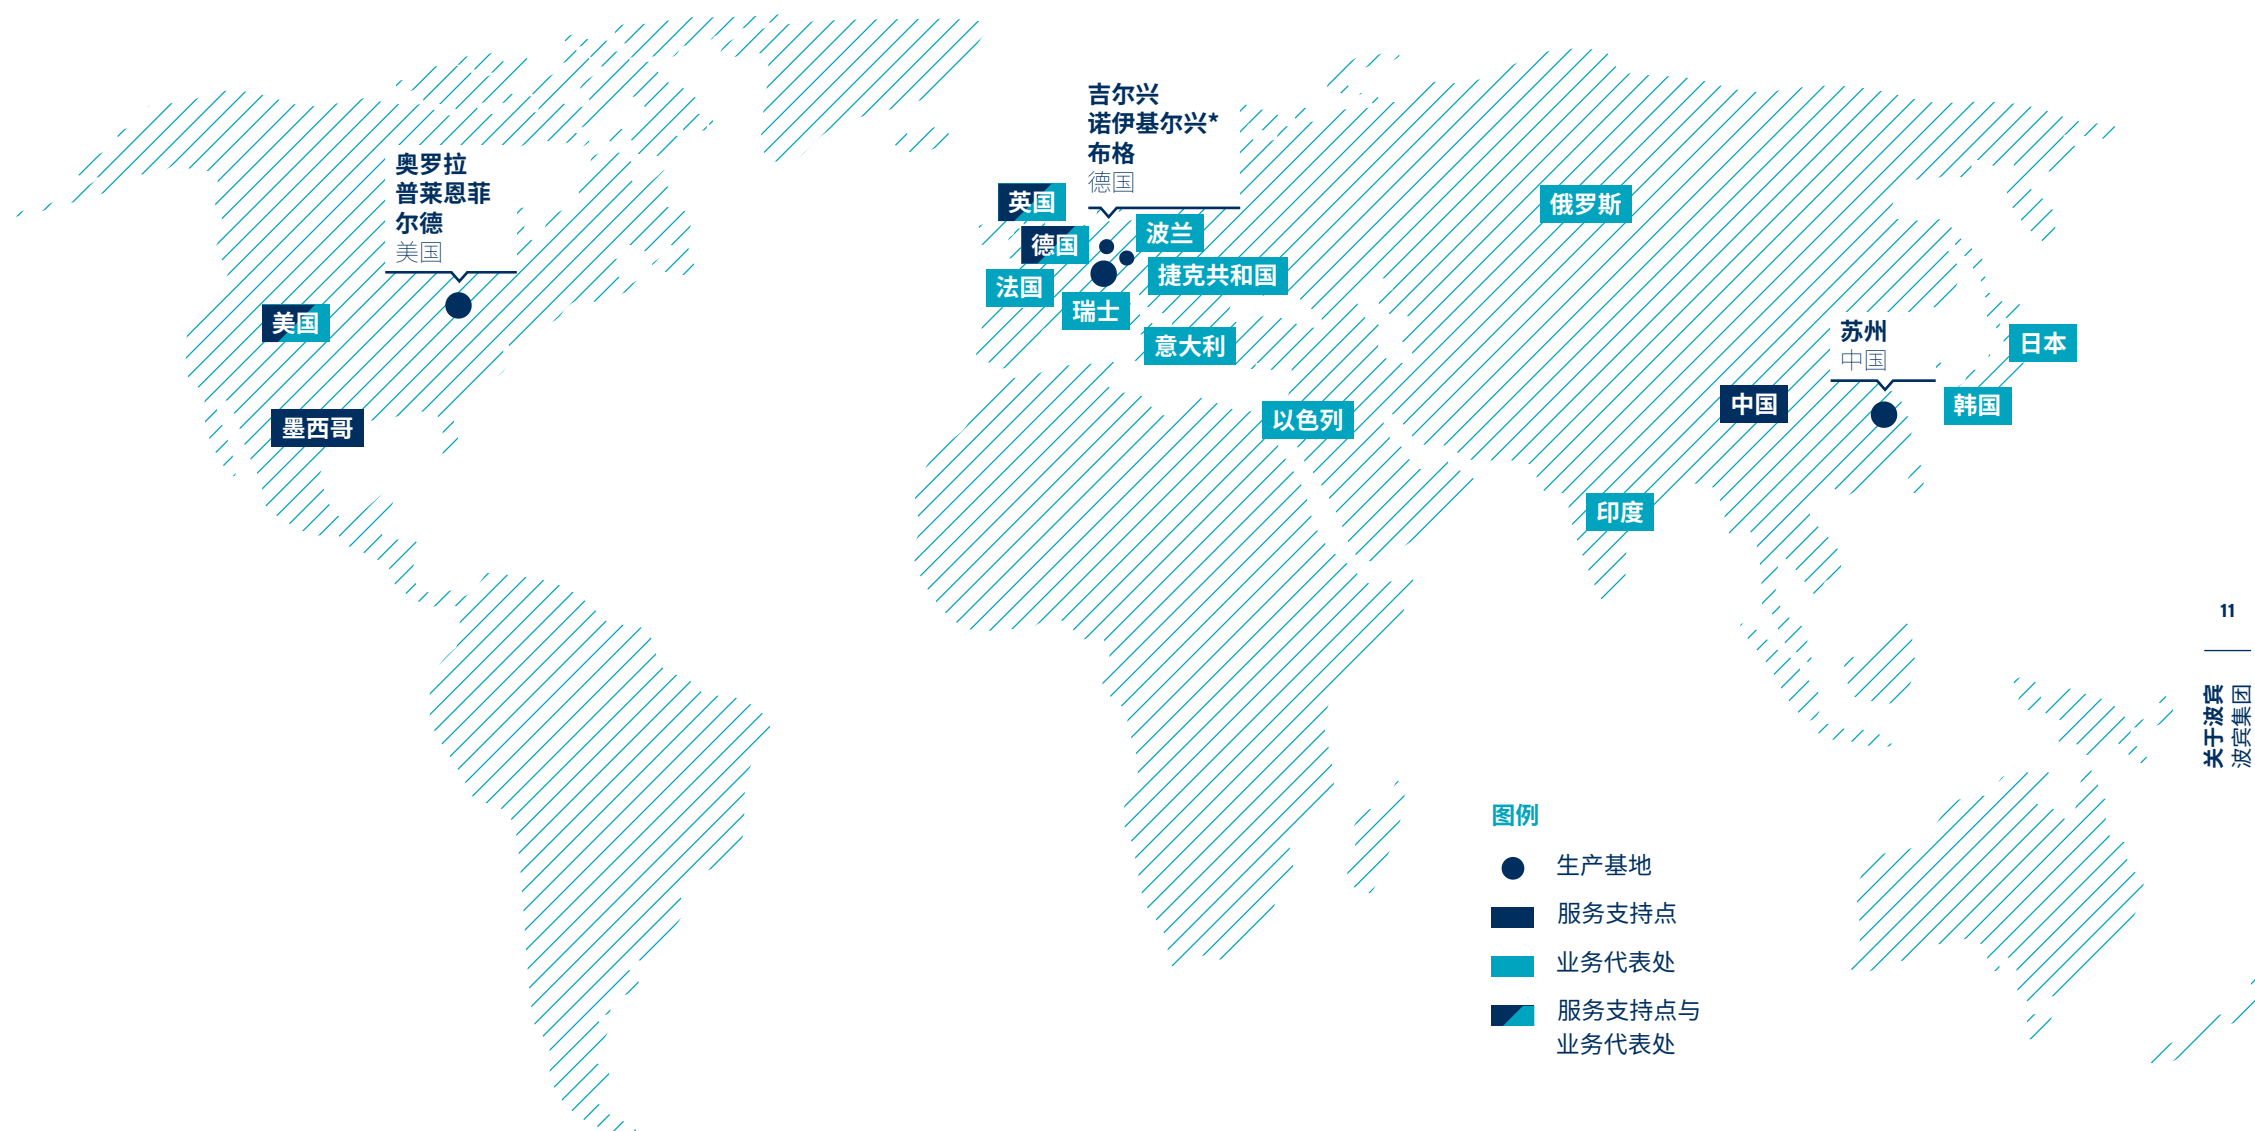 吉尔兴
诺伊基尔兴*
布格
德国
奥罗拉
普莱恩菲
尔德
美国
英国
俄罗斯
德国
波兰
法国
捷克共和国
瑞士
美国
意大利
苏州
中国
日本
墨西哥
以色列
中国
韩国
印度
11
关于波宾
波宾集团
图例
生产基地
服务支持点
业务代表处
服务支持点与
业务代表处